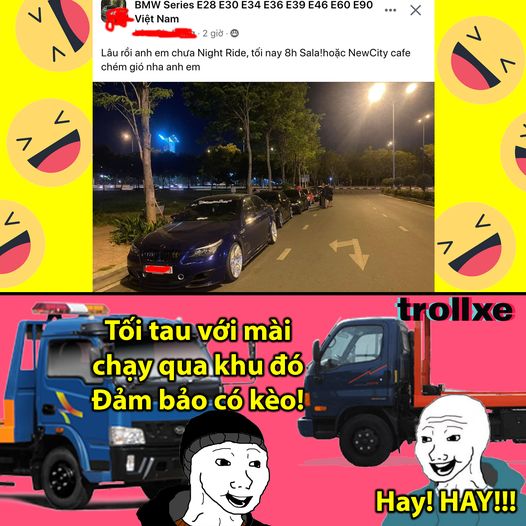 BMW Series E28 E30 E34 E36 E39 E46 E60 E90
Việt Nam
2 giờ
Lâu rồi anh em chưa Night Ride, tối nay 8h Sala!hoặc NewCity cafe
chém gió nha anh em
trollxe
Tối tau với mài
chạy qua khu đó
Đảm bảo có kèo!
Hay! HAY!!!